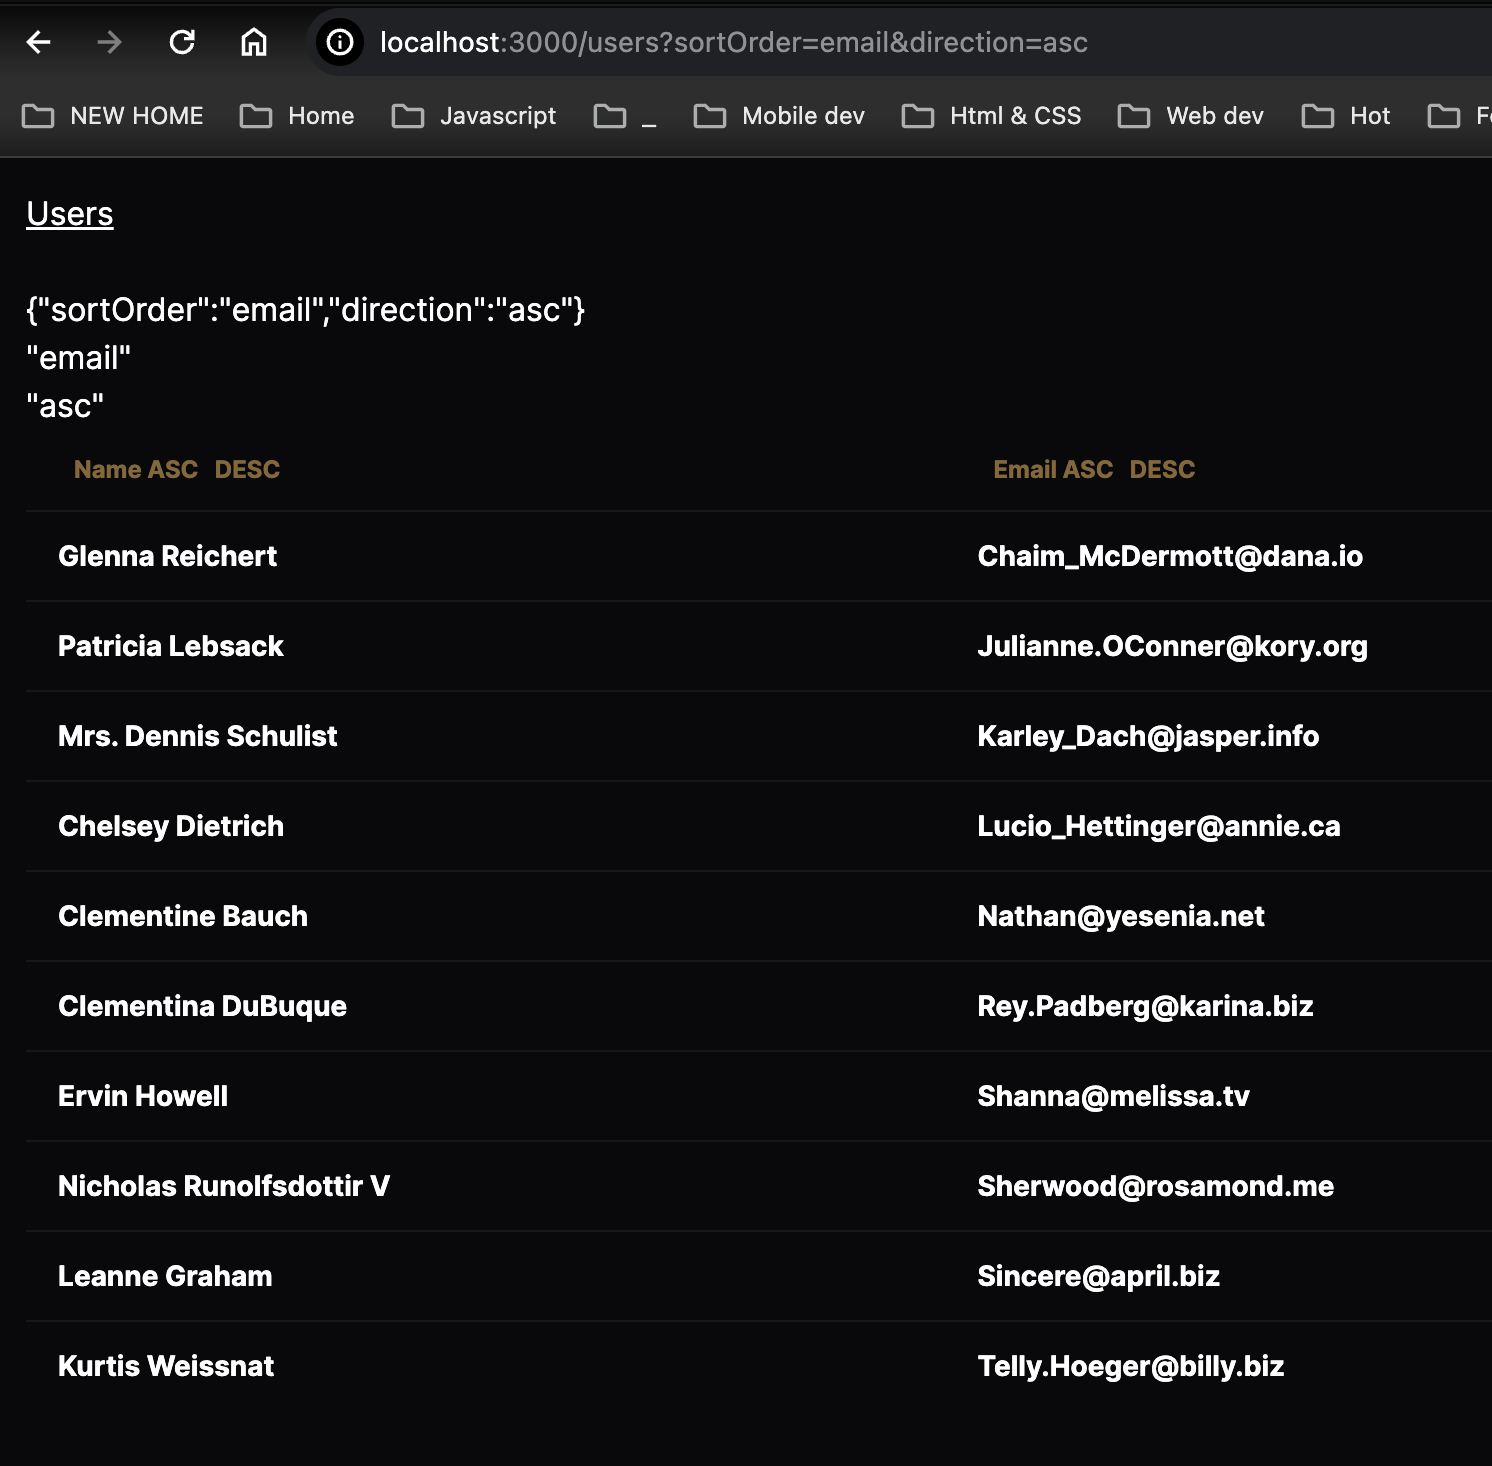 localhost:3000/users?sortOrder=email&direction=asc
NEW HOME Home Javascript _ Mobile dev Html & CSS Web dev Hot
Users
{"sortOrder":"email","direction":"asc"}
"email"
"asc"
Name ASC DESC Email ASC DESC
Glenna Reichert Chaim_McDermott@dana.io
Patricia Lebsack Julianne.OConner@kory.org
Mrs. Dennis Schulist Karley_Dach@jasper.info
Chelsey Dietrich Lucio_Hettinger@annie.ca
Clementine Bauch Nathan@yesenia.net
Clementina DuBuque Rey.Padberg@karina.biz
Ervin Howell Shanna@melissa.tv
Nicholas Runolfsdottir V Sherwood@rosamond.me
Leanne Graham Sincere@april.biz
Kurtis Weissnat Telly.Hoeger@billy.biz